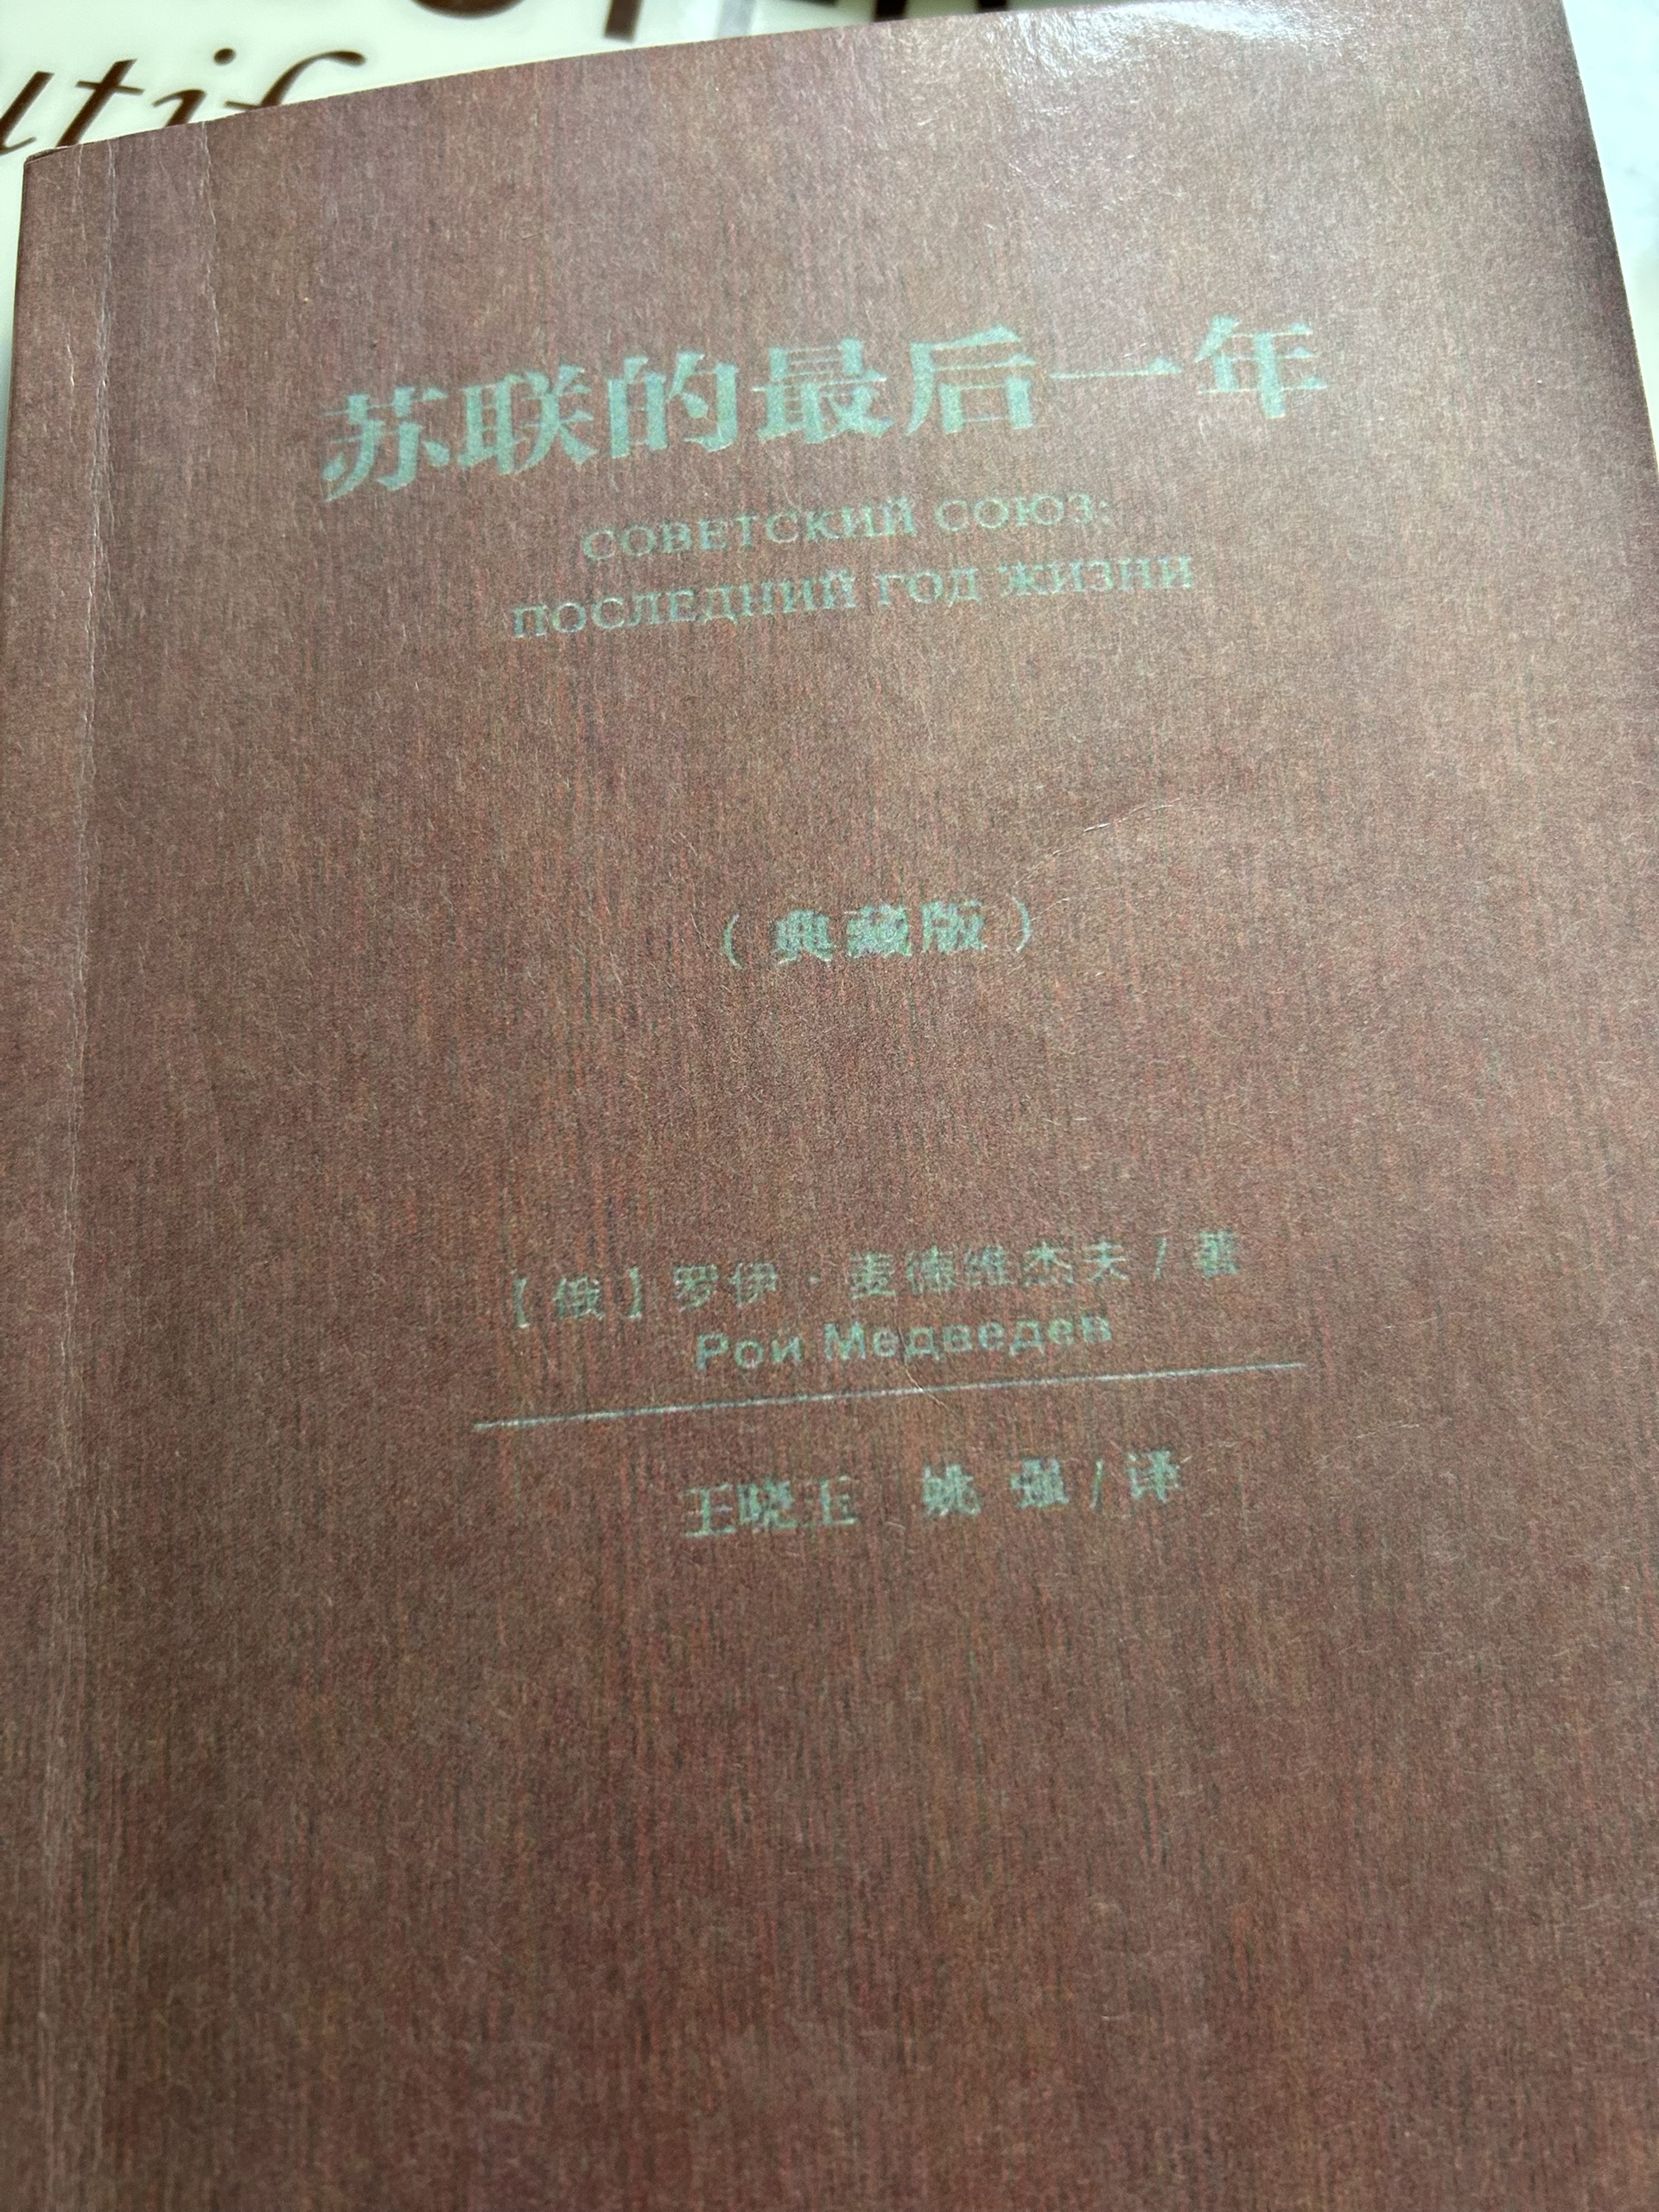 utif
苏联的最后一年
СОВЕТСКИЙ СОЮЗ:
ПОСЛЕДНИЙ ГОД ЖИЗНИ
（典藏版）
【俄】罗伊·麦德维杰夫/著
Рой Медведев
王晓玉 姚强/译